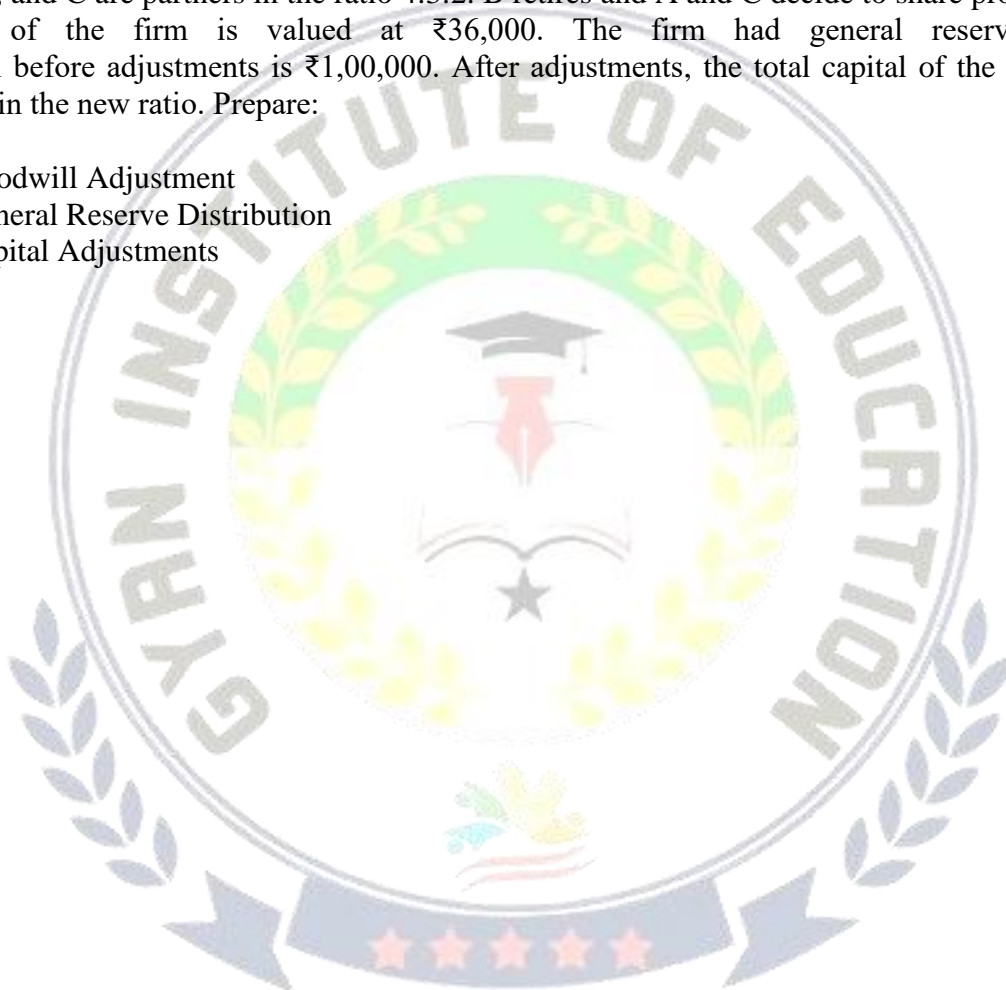 , and C are partners in the ratio 4:3:2. B retires and A and C decide to share pro
of the firm is valued at ₹36,000. The firm had general reserv
before adjustments is ₹1,00,000. After adjustments, the total capital of the
in the new ratio. Prepare:
odwill Adjustment
neral Reserve Distribution
pital Adjustments
GYAN INSTITUTE OF EDUCATION